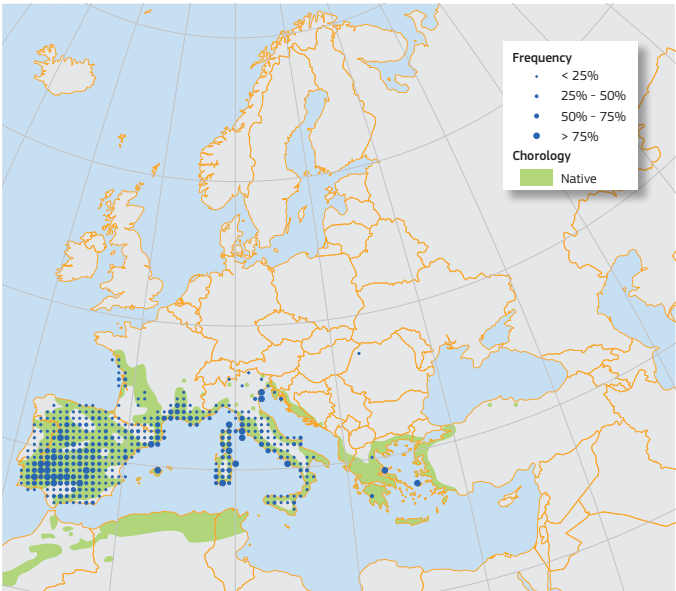 Frequency
< 25%
25% - 50%
50% - 75%
> 75%
Chorology
Native